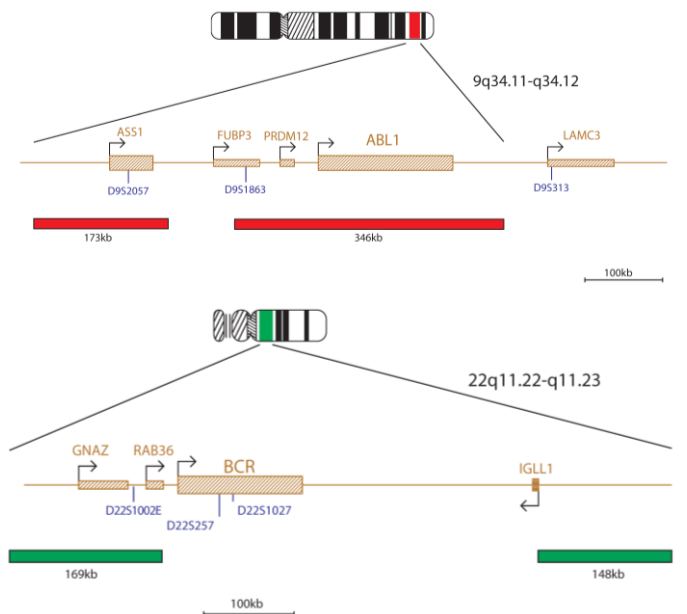 9q34.11-q34.12
ASS1 FUBP3 PRDM12 ABL1 LAMC3
D9S2057 D9S1863 D9S313
173kb 346kb
100kb
22q11.22-q11.23
GNAZ RAB36 BCR IGLL1
D22S1002E D22S257 D22S1027
169kb 148kb
100kb